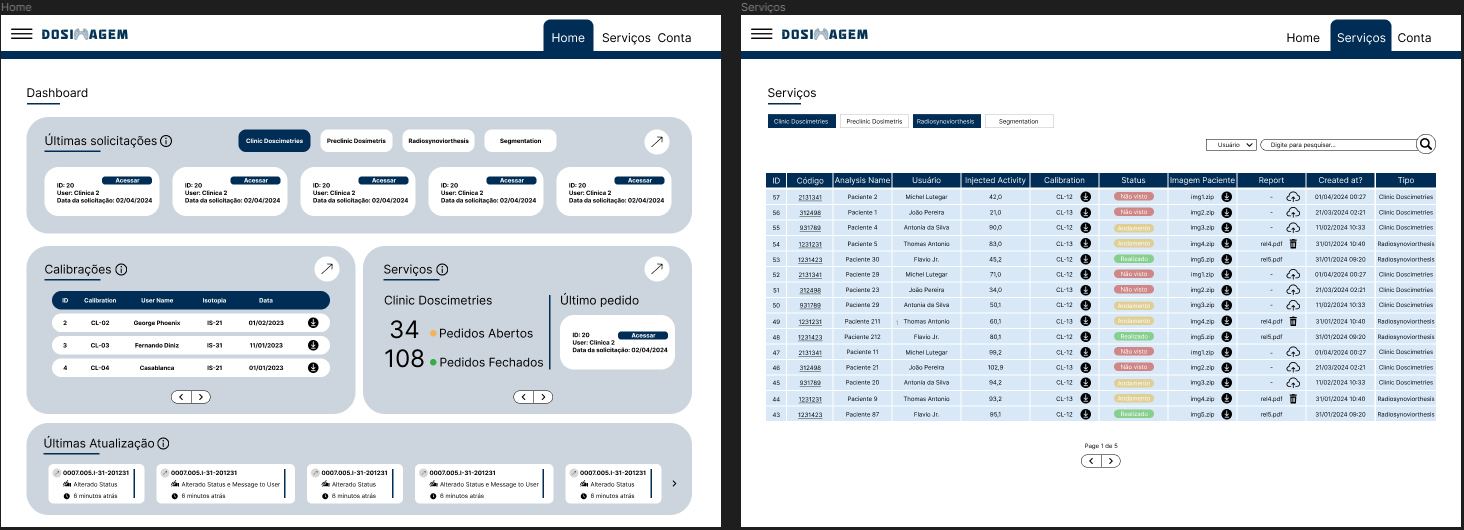 Home
DOSIMAGEM
Home Serviços Conta
Dashboard
Últimas solicitações
Clinic Doscimetries Preclinic Dosimetris Radiosynoviorthesis Segmentation
ID: 20 Acessar
User: Clinica 2
Data da solicitação: 02/04/2024
ID: 20 Acessar
User: Clinica 2
Data da solicitação: 02/04/2024
ID: 20 Acessar
User: Clinica 2
Data da solicitação: 02/04/2024
ID: 20 Acessar
User: Clinica 2
Data da solicitação: 02/04/2024
ID: 20 Acessar
User: Clinica 2
Data da solicitação: 02/04/2024
Calibrações
ID Calibration User Name Isotopia Data
2 CL-02 George Phoenix IS-21 01/02/2023
3 CL-03 Fernando Diniz IS-31 11/01/2023
4 CL-04 Casablanca IS-21 01/01/2023
Serviços
Clinic Doscimetries
34 Pedidos Abertos
108 Pedidos Fechados
Último pedido
ID: 20 Acessar
User: Clinica 2
Data da solicitação: 02/04/2024
Últimas Atualização
0007.005.I-31-201231
Alterado Status
6 minutos atrás
0007.005.I-31-201231
Alterado Status e Message to User
6 minutos atrás
0007.005.I-31-201231
Alterado Status
6 minutos atrás
0007.005.I-31-201231
Alterado Status e Message to User
6 minutos atrás
0007.005.I-31-201231
Alterado Status
6 minutos atrás
Serviços
DOSIMAGEM
Home Serviços Conta
Serviços
Clinic Doscimetries Preclinic Dosimetris Radiosynoviorthesis Segmentation
Usuário Digite para pesquisar...
ID Código Analysis Name Usuário Injected Activity Calibration Status Imagem Paciente Report Created at? Tipo
57 2131341 Paciente 2 Michel Lutegar 42,0 CL-12 Não visto img1.zip - 01/04/2024 00:27 Clinic Doscimetries
56 312498 Paciente 1 João Pereira 21,0 CL-13 Não visto img2.zip - 21/03/2024 02:21 Clinic Doscimetries
55 931789 Paciente 4 Antonia da Silva 90,0 CL-12 Andamento img3.zip - 11/02/2024 10:33 Clinic Doscimetries
54 1231231 Paciente 5 Thomas Antonio 83,0 CL-13 Andamento img4.zip rel4.pdf 31/01/2024 10:40 Radiosynoviorthesis
53 1231423 Paciente 30 Flavio Jr. 45,2 CL-12 Realizado img5.zip rel5.pdf 31/01/2024 09:20 Radiosynoviorthesis
52 2131341 Paciente 29 Michel Lutegar 71,0 CL-12 Não visto img1.zip - 01/04/2024 00:27 Clinic Doscimetries
51 312498 Paciente 23 João Pereira 34,0 CL-13 Não visto img2.zip - 21/03/2024 02:21 Clinic Doscimetries
50 931789 Paciente 29 Antonia da Silva 50,1 CL-12 Andamento img3.zip - 11/02/2024 10:33 Clinic Doscimetries
49 1231231 Paciente 211 Thomas Antonio 60,1 CL-13 Andamento img4.zip rel4.pdf 31/01/2024 10:40 Radiosynoviorthesis
48 1231423 Paciente 212 Flavio Jr. 80,1 CL-12 Realizado img5.zip rel5.pdf 31/01/2024 09:20 Radiosynoviorthesis
47 2131341 Paciente 11 Michel Lutegar 99,2 CL-12 Não visto img1.zip - 01/04/2024 00:27 Clinic Doscimetries
46 312498 Paciente 21 João Pereira 102,9 CL-13 Não visto img2.zip - 21/03/2024 02:21 Clinic Doscimetries
45 931789 Paciente 20 Antonia da Silva 94,2 CL-12 Andamento img3.zip - 11/02/2024 10:33 Clinic Doscimetries
44 1231231 Paciente 9 Thomas Antonio 93,2 CL-13 Andamento img4.zip rel4.pdf 31/01/2024 10:40 Radiosynoviorthesis
43 1231423 Paciente 87 Flavio Jr. 95,1 CL-12 Realizado img5.zip rel5.pdf 31/01/2024 09:20 Radiosynoviorthesis
Page 1 de 5